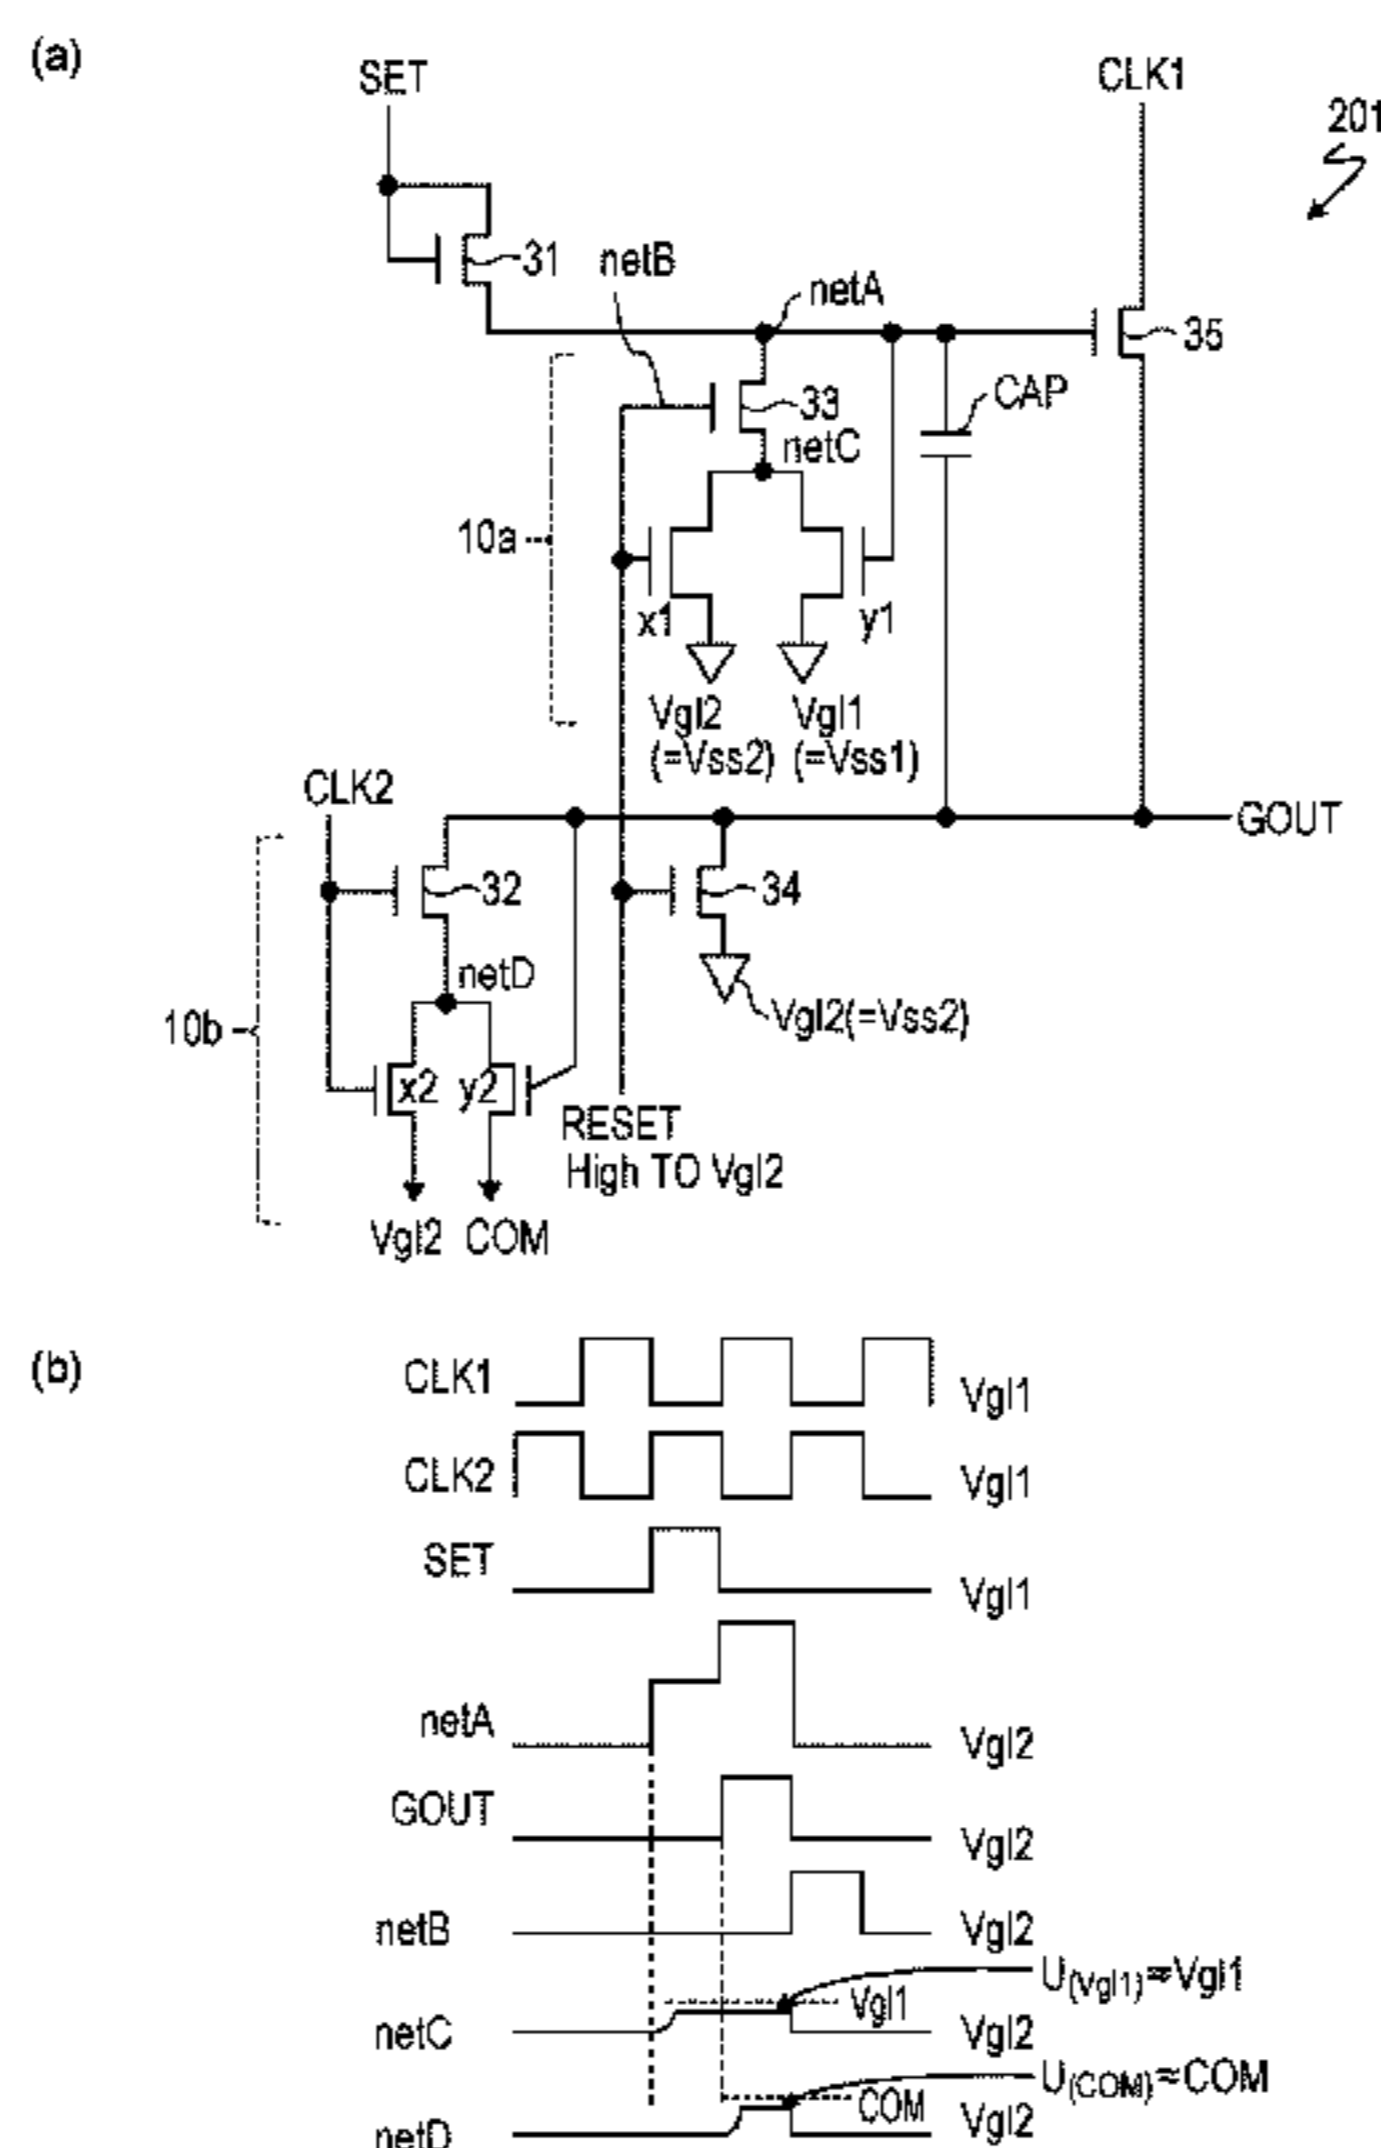 (a)
SET
CLK1
201
31
netB
netA
35
33
CAP
netC
10a
x1
y1
Vgl2
(=Vss2)
Vgl1
(=Vss1)
CLK2
GOUT
32
34
netD
Vgl2(=Vss2)
10b
x2
y2
RESET
High TO Vgl2
Vgl2
COM
(b)
CLK1
Vgl1
CLK2
Vgl1
SET
Vgl1
netA
Vgl2
GOUT
Vgl2
netB
Vgl2
U(Vgl1)≈Vgl1
Vgl1
netC
Vgl2
U(COM)≈COM
COM
netD
Vgl2